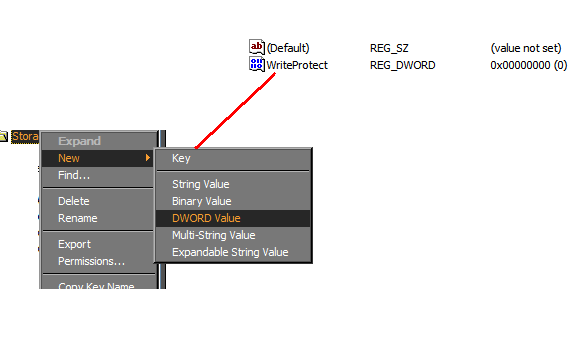 (Default) REG_SZ (value not set)
WriteProtect REG_DWORD 0x00000000 (0)
Stora
Expand
New
Find...
Delete
Rename
Export
Permissions...
Copy Key Name
Key
String Value
Binary Value
DWORD Value
Multi-String Value
Expandable String Value